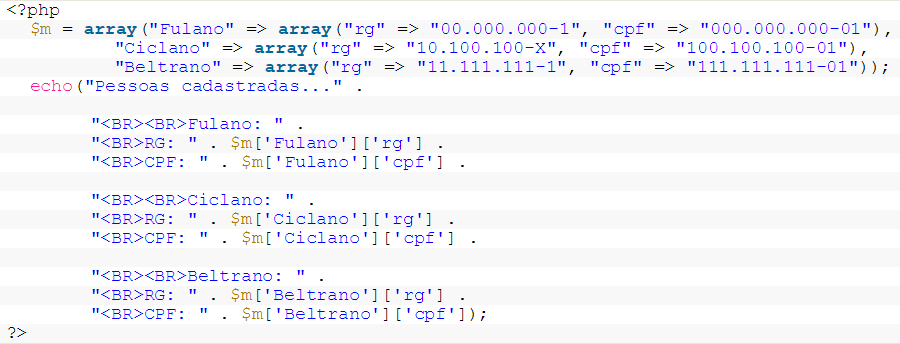 <?php
$m = array("Fulano" => array("rg" => "00.000.000-1", "cpf" => "000.000.000-01"),
"Ciclano" => array("rg" => "10.100.100-X", "cpf" => "100.100.100-01"),
"Beltrano" => array("rg" => "11.111.111-1", "cpf" => "111.111.111-01"));
echo("Pessoas cadastradas..." .
"<BR><BR>Fulano: " .
"<BR>RG: " . $m['Fulano']['rg'] .
"<BR>CPF: " . $m['Fulano']['cpf'] .
"<BR><BR>Ciclano: " .
"<BR>RG: " . $m['Ciclano']['rg'] .
"<BR>CPF: " . $m['Ciclano']['cpf'] .
"<BR><BR>Beltrano: " .
"<BR>RG: " . $m['Beltrano']['rg'] .
"<BR>CPF: " . $m['Beltrano']['cpf']);
?>